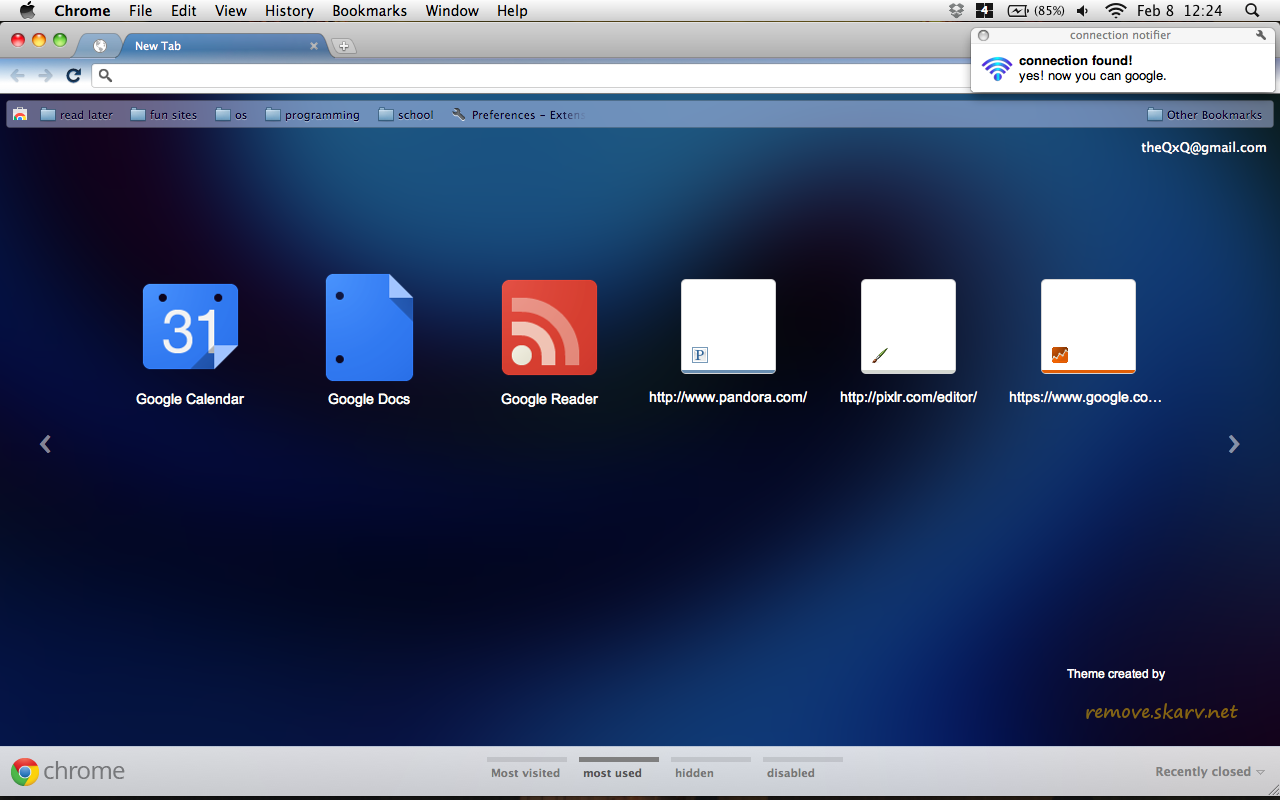 Chrome File Edit View History Bookmarks Window Help 4 (85%) Feb 8 12:24
New Tab
connection notifier
connection found!
yes! now you can google.
read later fun sites os programming school Preferences – Exten Other Bookmarks
theQxQ@gmail.com
31
P
Google Calendar Google Docs Google Reader http://www.pandora.com/ http://pixlr.com/editor/ https://www.google.co...
Theme created by
remove.skarv.net
chrome Most visited most used hidden disabled Recently closed